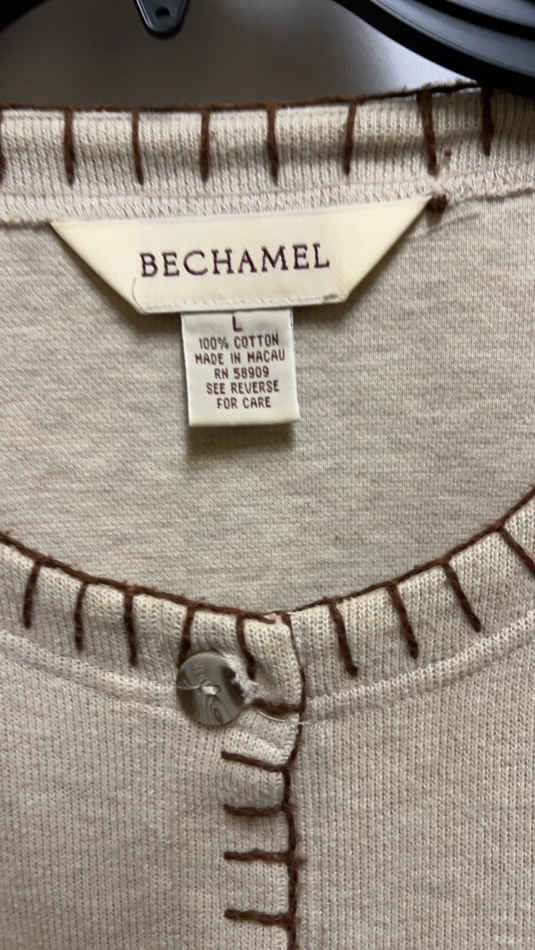 BECHAMEL
L
100% COTTON
MADE IN MACAU
RN 58909
SEE REVERSE
FOR CARE